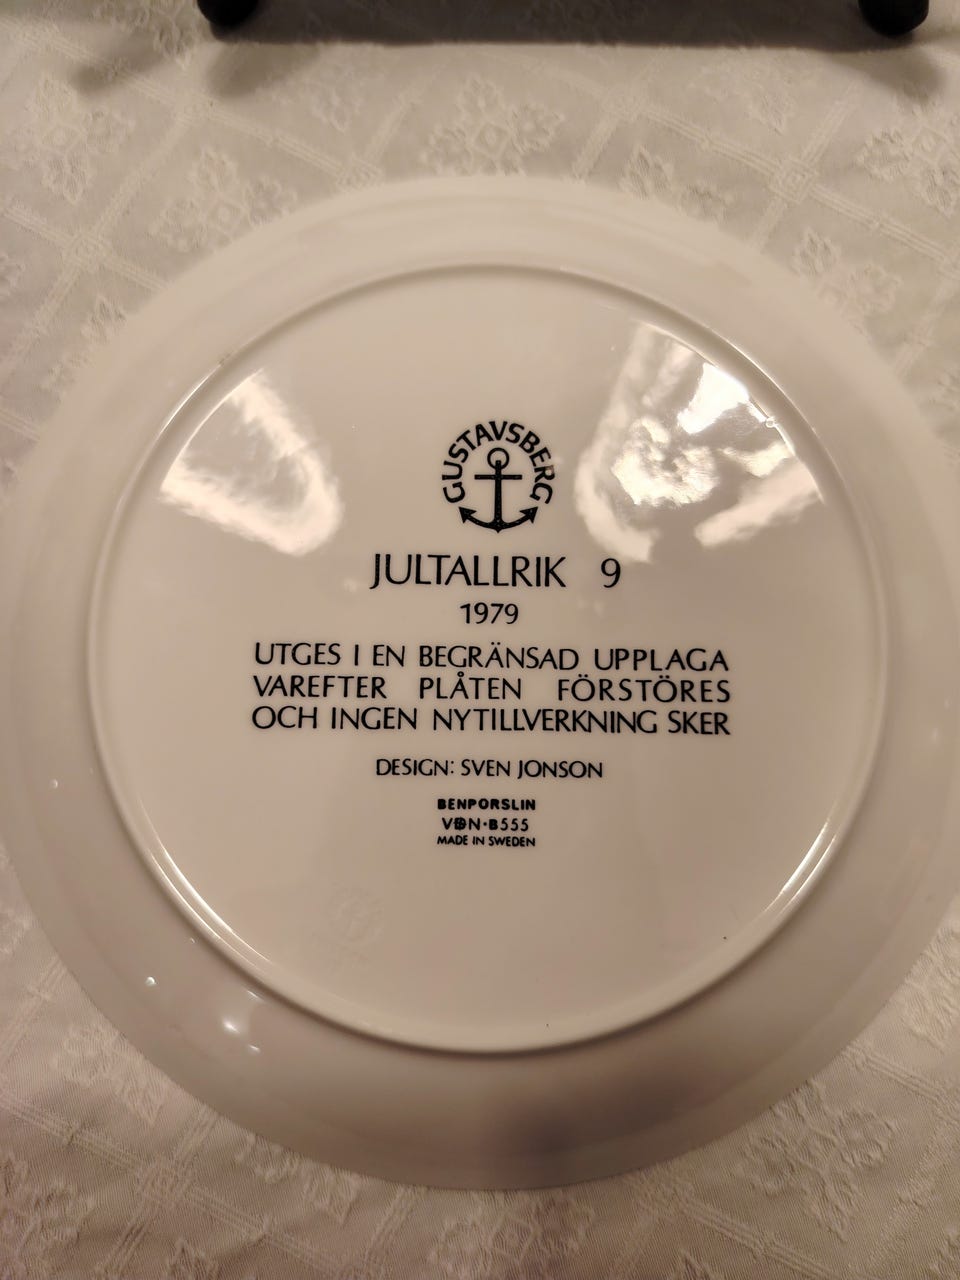 GUSTAVSBERG
JULTALLRIK 9
1979
UTGES I EN BEGRÄNSAD UPPLAGA
VAREFTER PLÅTEN FÖRSTÖRES
OCH INGEN NYTILLVERKNING SKER
DESIGN: SVEN JONSON
BENPORSLIN
VDN·B555
MADE IN SWEDEN